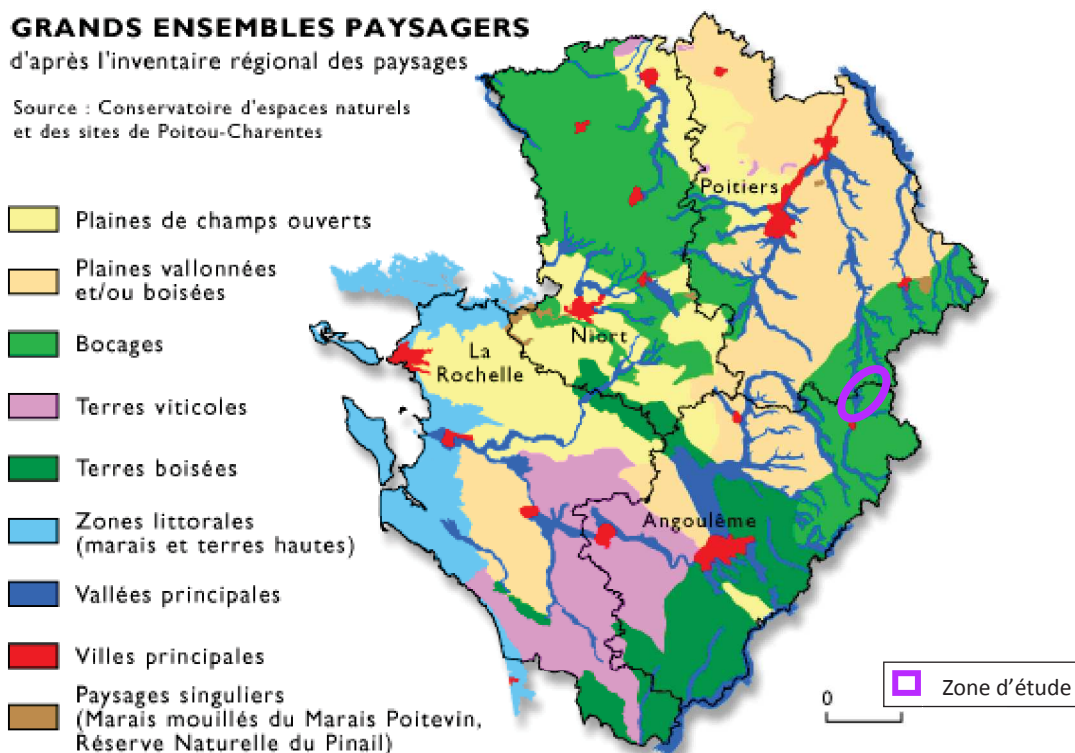 GRANDS ENSEMBLES PAYSAGERS
d'après l'inventaire régional des paysages
Source : Conservatoire d'espaces naturels
et des sites de Poitou-Charentes
Plaines de champs ouverts
Plaines vallonnées
et/ou boisées
Bocages
Terres viticoles
Terres boisées
Zones littorales
(marais et terres hautes)
Vallées principales
Villes principales
Paysages singuliers
(Marais mouillés du Marais Poitevin,
Réserve Naturelle du Pinail)
Poitiers
Niort
La
Rochelle
Angoulême
Zone d'étude
0